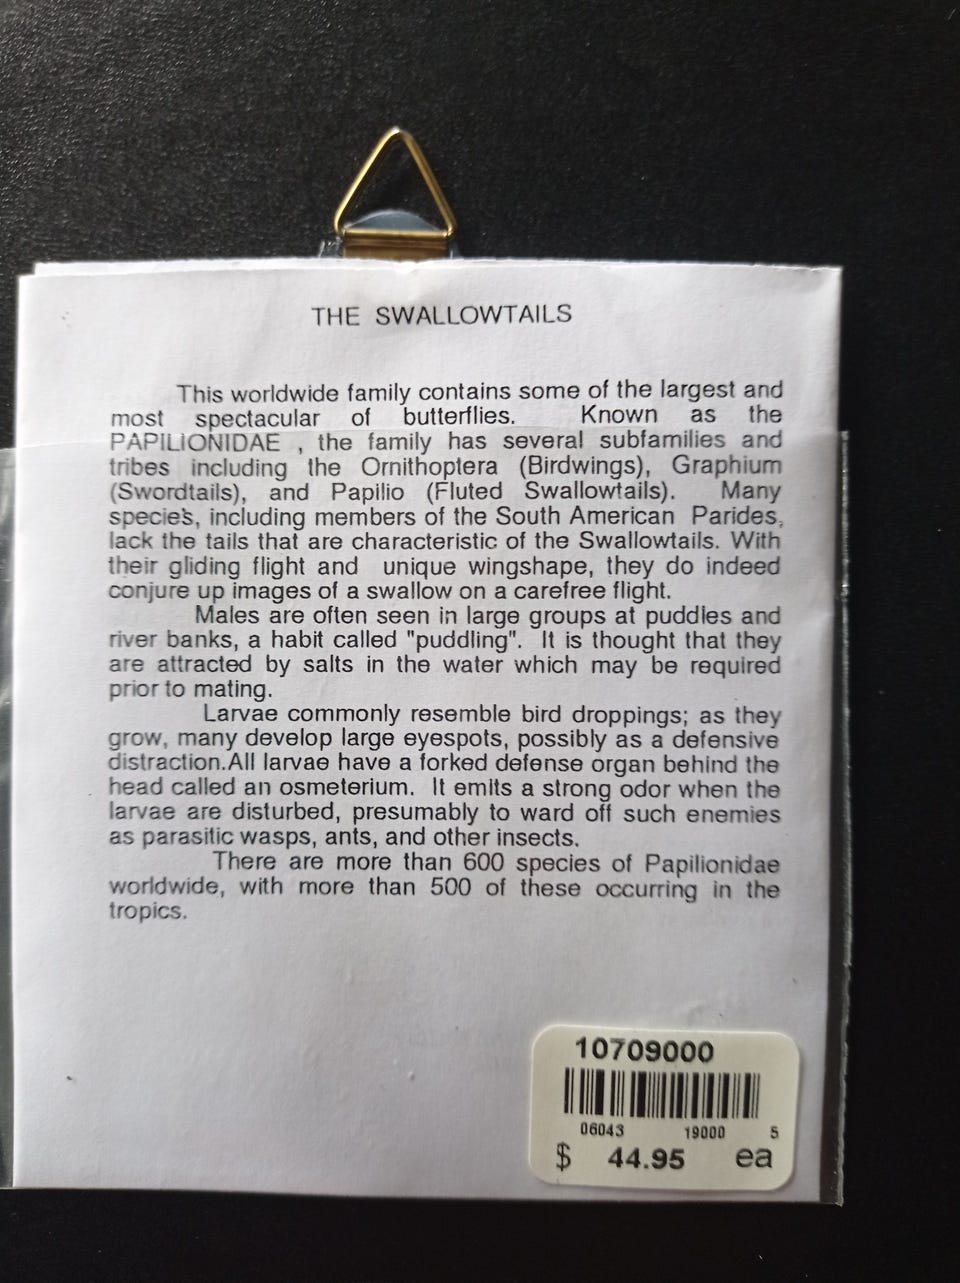 THE SWALLOWTAILS
This worldwide family contains some of the largest and
most spectacular of butterflies. Known as the
PAPILIONIDAE , the family has several subfamilies and
tribes including the Ornithoptera (Birdwings), Graphium
(Swordtails), and Papilio (Fluted Swallowtails). Many
species, including members of the South American Parides,
lack the tails that are characteristic of the Swallowtails. With
their gliding flight and unique wingshape, they do indeed
conjure up images of a swallow on a carefree flight.
Males are often seen in large groups at puddles and
river banks, a habit called "puddling". It is thought that they
are attracted by salts in the water which may be required
prior to mating.
Larvae commonly resemble bird droppings; as they
grow, many develop large eyespots, possibly as a defensive
distraction.All larvae have a forked defense organ behind the
head called an osmeterium. It emits a strong odor when the
larvae are disturbed, presumably to ward off such enemies
as parasitic wasps, ants, and other insects.
There are more than 600 species of Papilionidae
worldwide, with more than 500 of these occurring in the
tropics.
10709000
06043 19000 5
$ 44.95 ea